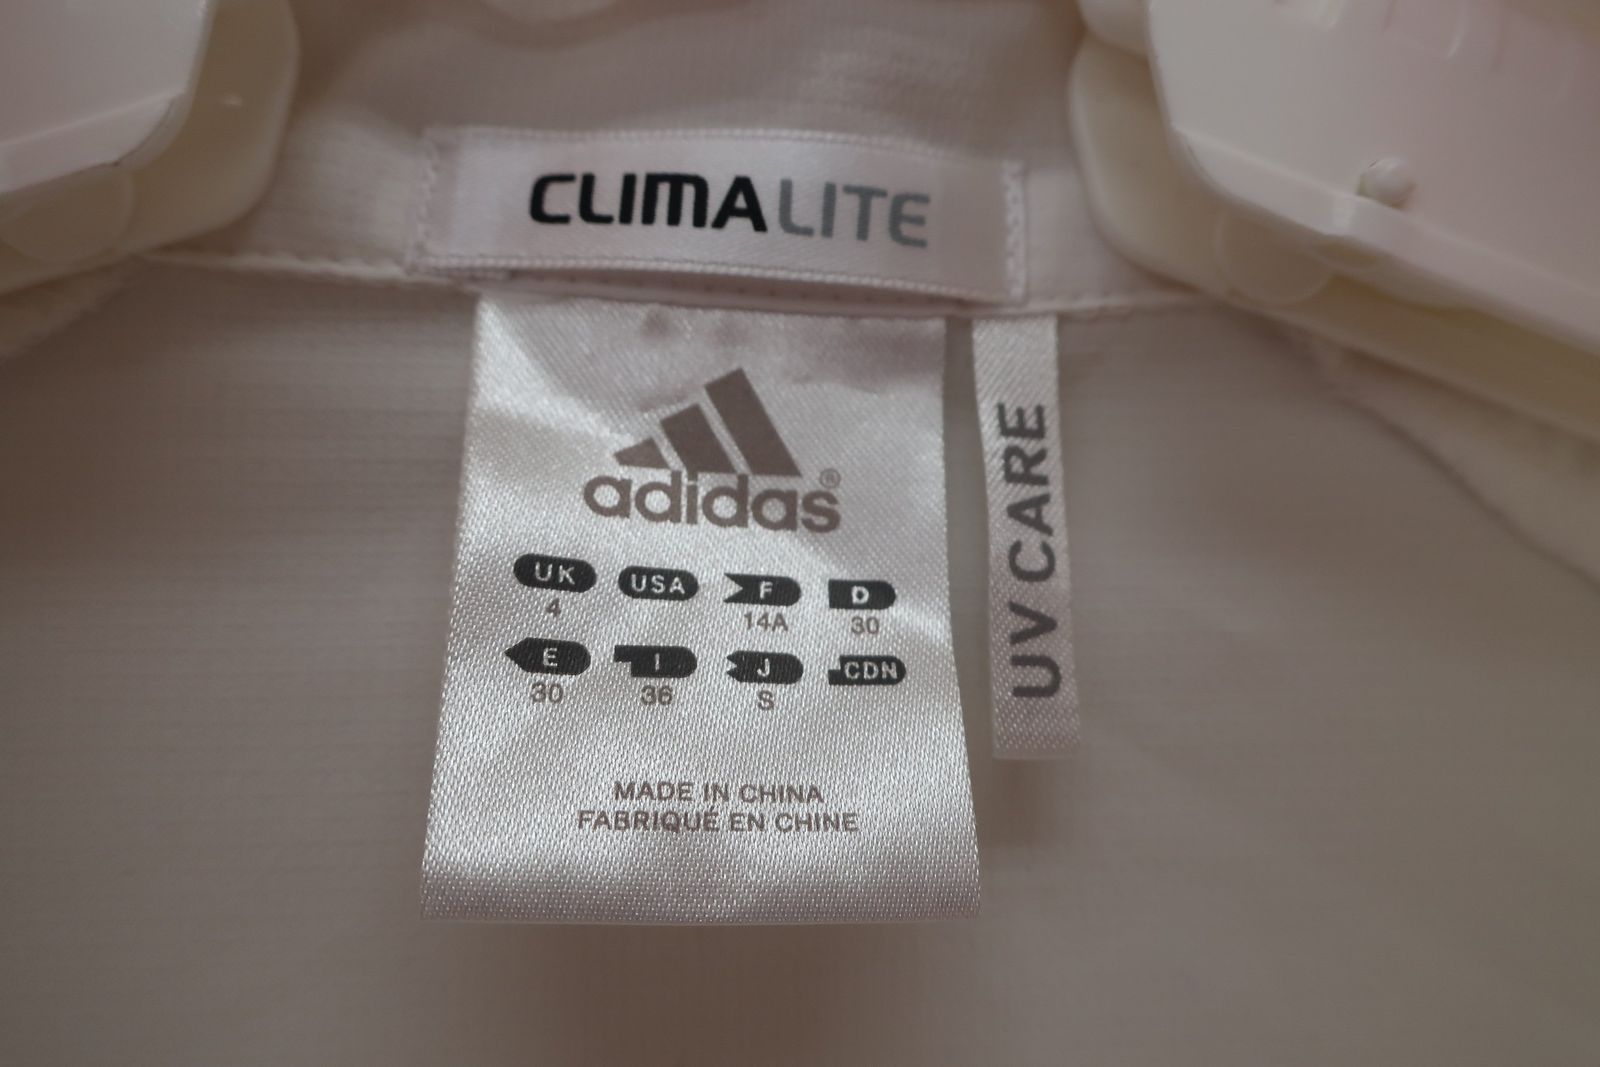 CLIMALITE
adidas®
UK USA F D
4 14A 30
E I J CDN
30 36 S
MADE IN CHINA
FABRIQUÉ EN CHINE
UV CARE